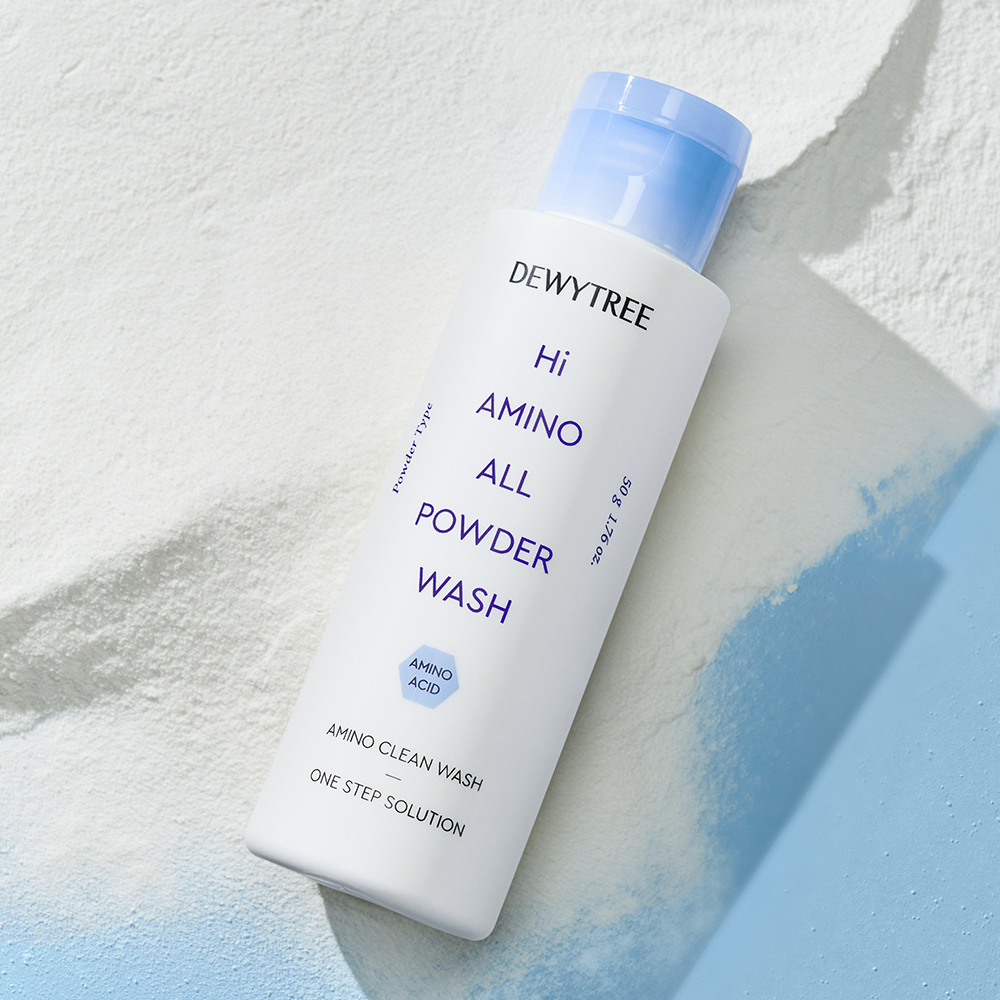 DEWYTREE
Hi
AMINO
ALL
POWDER
WASH
Powder Type
50 g 1.76 oz.
AMINO
ACID
AMINO CLEAN WASH
ONE STEP SOLUTION